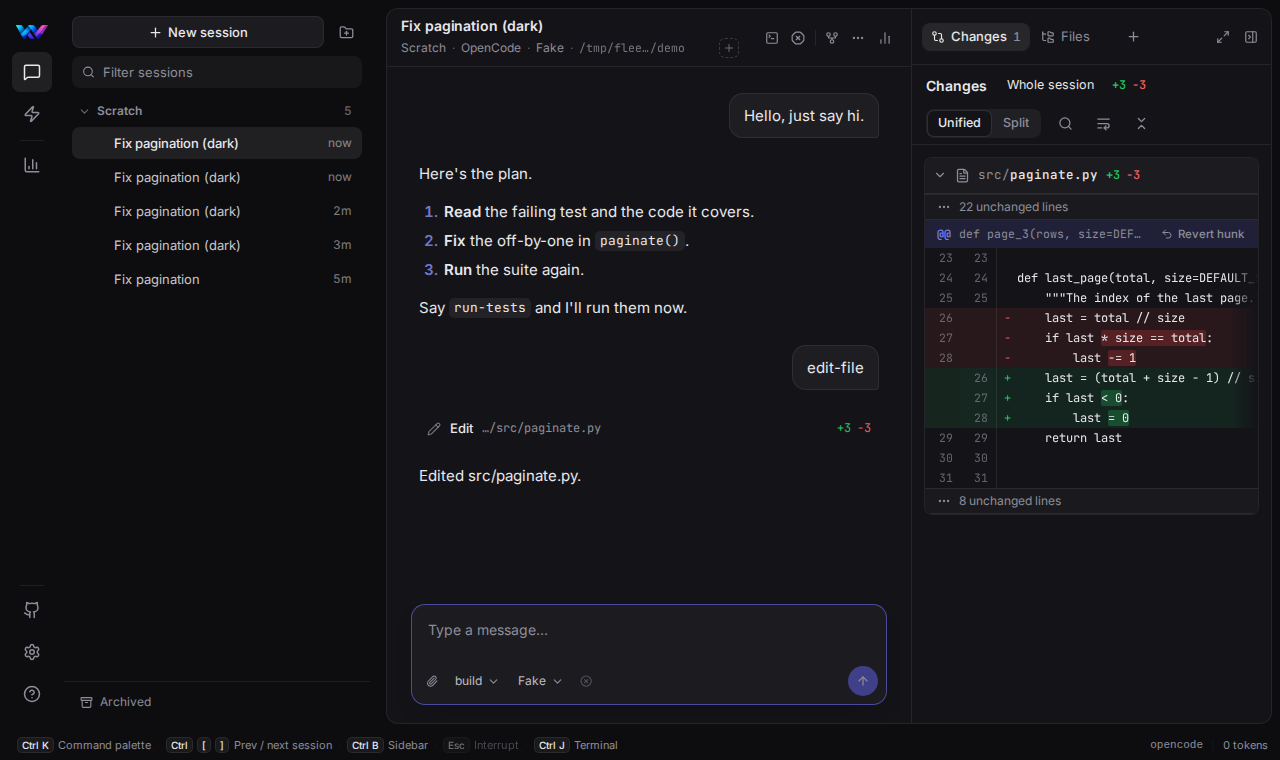 New session
Filter sessions
Scratch 5
Fix pagination (dark) now
Fix pagination (dark) now
Fix pagination (dark) 2m
Fix pagination (dark) 3m
Fix pagination 5m
Archived
Fix pagination (dark)
Scratch · OpenCode · Fake · /tmp/flee…/demo
Hello, just say hi.
Here's the plan.
1. Read the failing test and the code it covers.
2. Fix the off-by-one in paginate().
3. Run the suite again.
Say run-tests and I'll run them now.
edit-file
Edit …/src/paginate.py +3 -3
Edited src/paginate.py.
Type a message...
build Fake
Changes 1 Files
Changes Whole session +3 -3
Unified Split
src/paginate.py +3 -3
22 unchanged lines
@@ def page_3(rows, size=DEF… Revert hunk
23 23
24 24 def last_page(total, size=DEFAULT_
25 25 """The index of the last page.
26 - last = total // size
27 - if last * size == total:
28 - last -= 1
26 + last = (total + size - 1) // s
27 + if last < 0:
28 + last = 0
29 29 return last
30 30
31 31
8 unchanged lines
Ctrl K Command palette Ctrl [ ] Prev / next session Ctrl B Sidebar Esc Interrupt Ctrl J Terminal
opencode 0 tokens